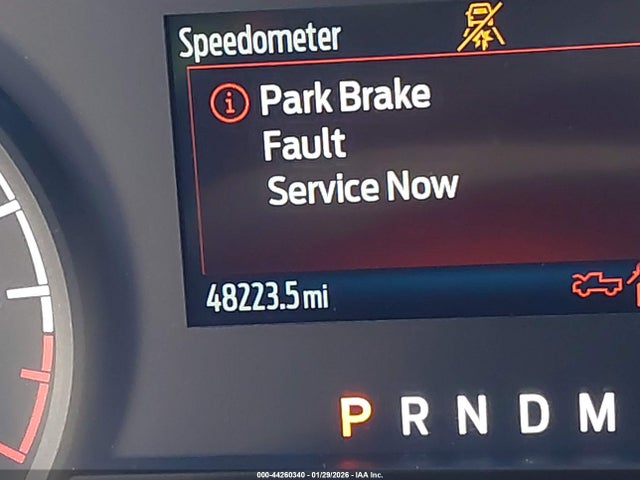 Speedometer
Park Brake
Fault
Service Now
48223.5 mi
P R N D M
000-44260340 - 01/29/2026 - IAA Inc.